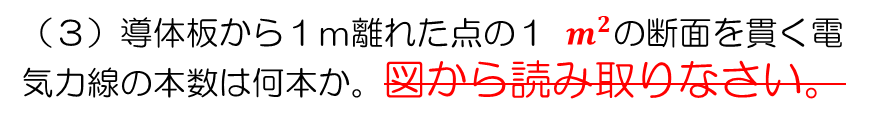 （３）導体板から１ｍ離れた点の１ m²の断面を貫く電
気力線の本数は何本か。図から読み取りなさい。